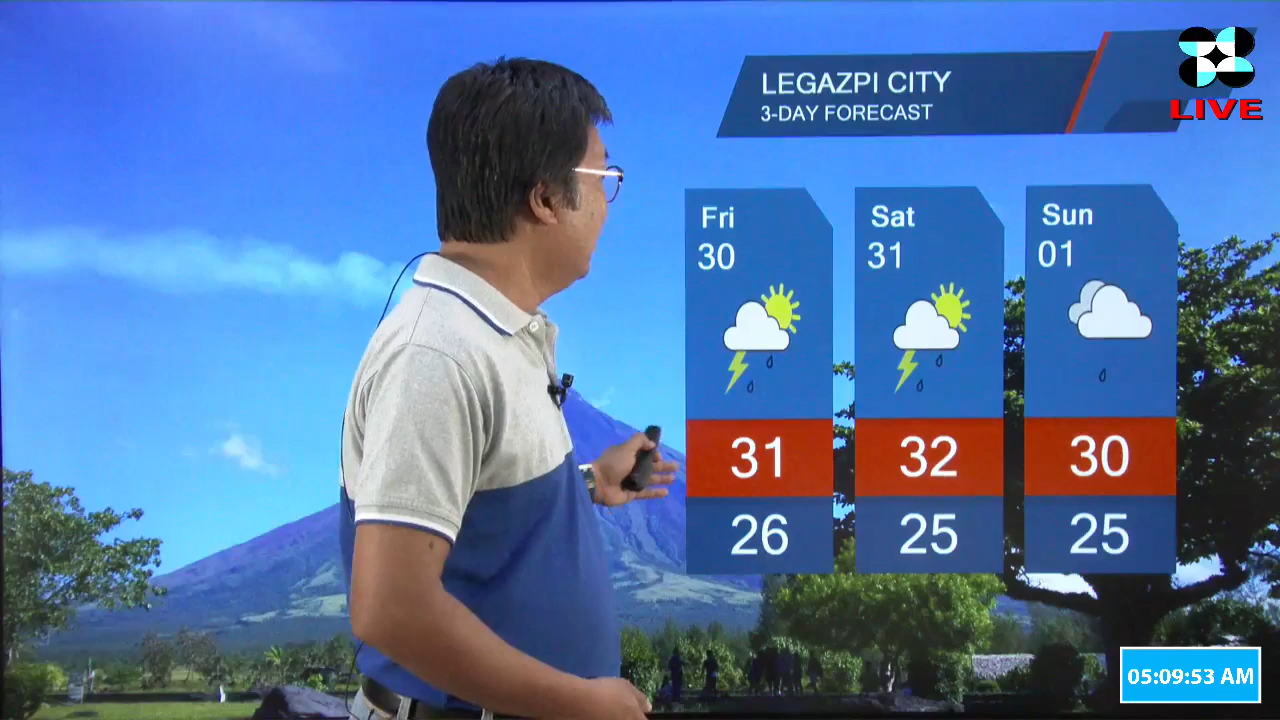 LEGAZPI CITY
3-DAY FORECAST
LIVE
Fri
30
31
26
Sat
31
32
25
Sun
01
30
25
05:09:53 AM